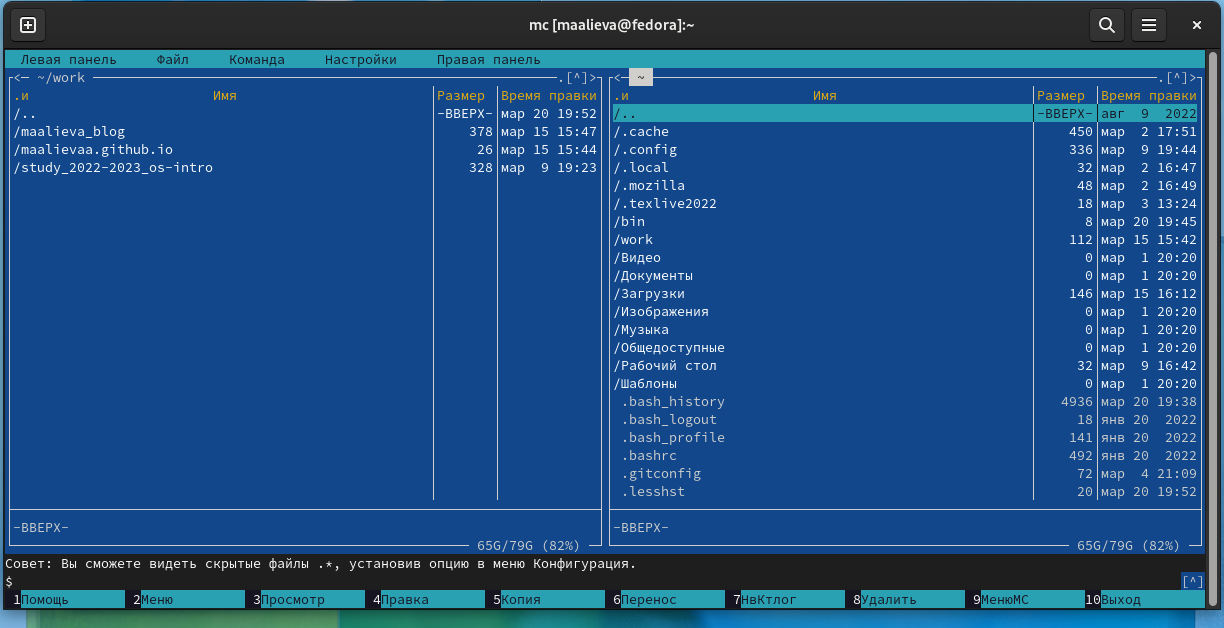 mc [maalieva@fedora]:~
Левая панель Файл Команда Настройки Правая панель
<─ ~/work .[^]>
.и Имя Размер Время правки
/.. -ВВЕРХ- мар 20 19:52
/maalieva_blog 378 мар 15 15:47
/maalievaa.github.io 26 мар 15 15:44
/study_2022-2023_os-intro 328 мар 9 19:23
-ВВЕРХ-
65G/79G (82%)
<─ ~ .[^]>
.и Имя Размер Время правки
/.. -ВВЕРХ- авг 9 2022
/.cache 450 мар 2 17:51
/.config 336 мар 9 19:44
/.local 32 мар 2 16:47
/.mozilla 48 мар 2 16:49
/.texlive2022 18 мар 3 13:24
/bin 8 мар 20 19:45
/work 112 мар 15 15:42
/Видео 0 мар 1 20:20
/Документы 0 мар 1 20:20
/Загрузки 146 мар 15 16:12
/Изображения 0 мар 1 20:20
/Музыка 0 мар 1 20:20
/Общедоступные 0 мар 1 20:20
/Рабочий стол 32 мар 9 16:42
/Шаблоны 0 мар 1 20:20
.bash_history 4936 мар 20 19:38
.bash_logout 18 янв 20 2022
.bash_profile 141 янв 20 2022
.bashrc 492 янв 20 2022
.gitconfig 72 мар 4 21:09
.lesshst 20 мар 20 19:52
-ВВЕРХ-
65G/79G (82%)
Совет: Вы сможете видеть скрытые файлы .*, установив опцию в меню Конфигурация.
$ [^]
1Помощь 2Меню 3Просмотр 4Правка 5Копия 6Перенос 7НвКтлог 8Удалить 9МенюМС 10Выход